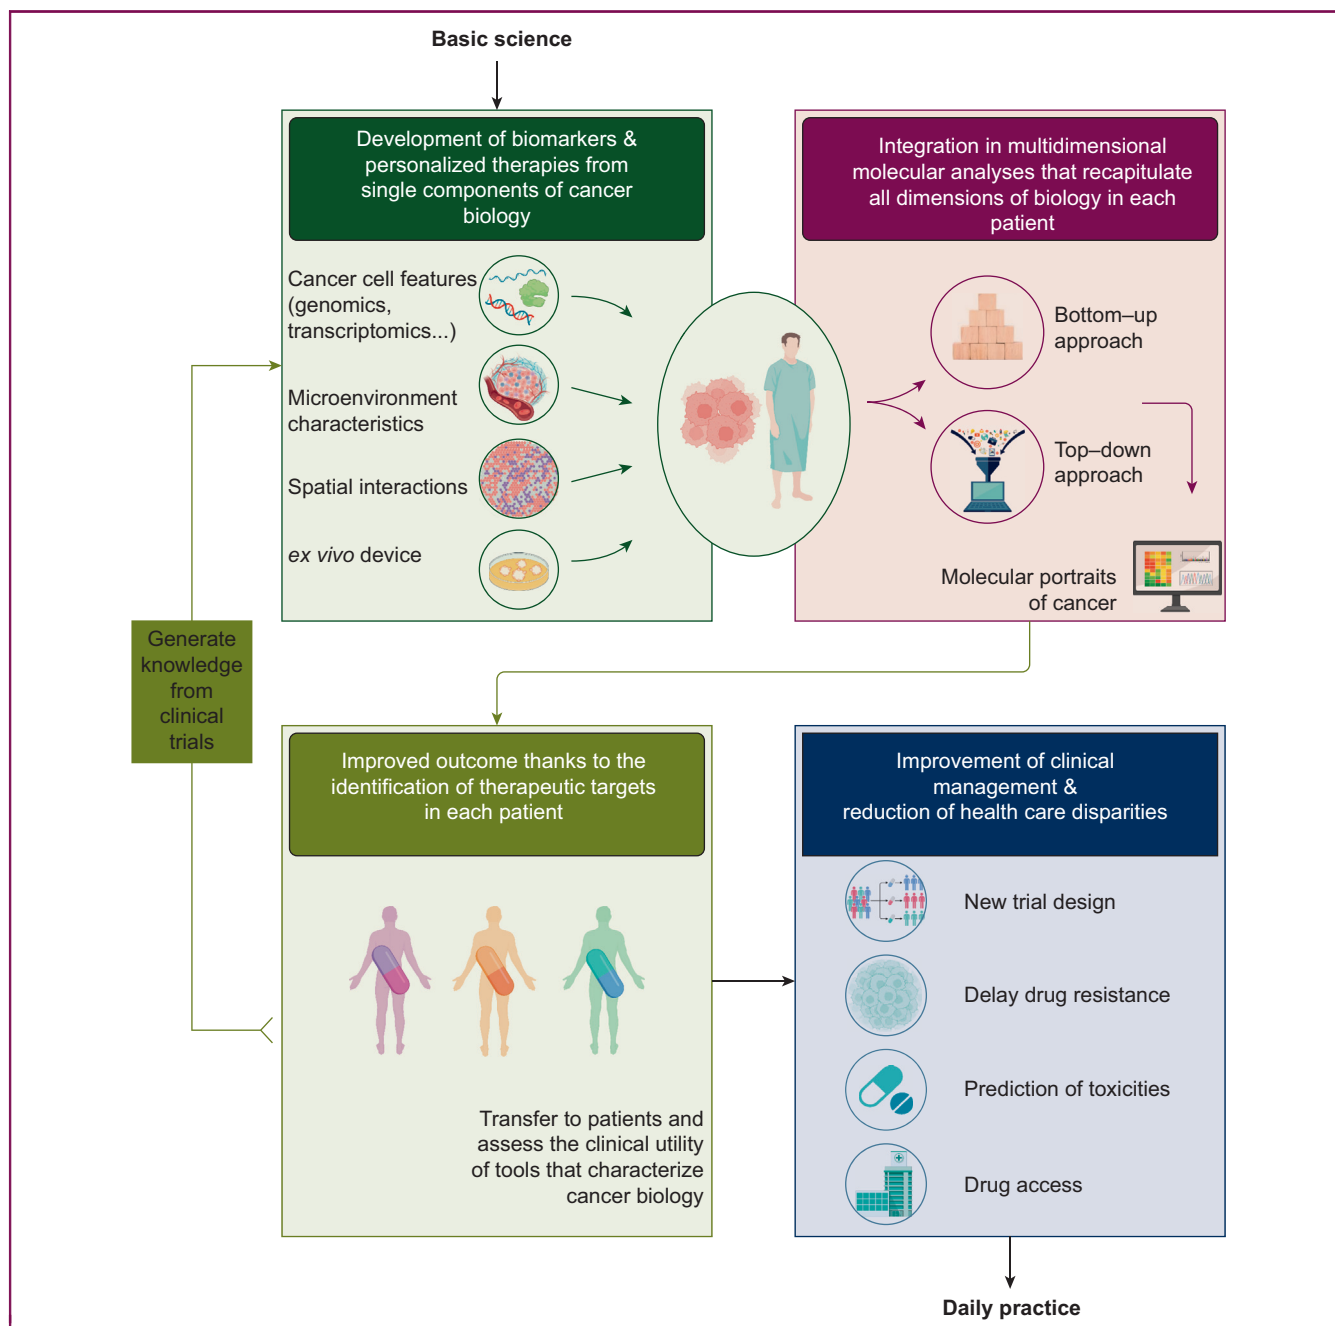 Basic science
Development of biomarkers &
personalized therapies from
single components of cancer
biology
Cancer cell features
(genomics,
transcriptomics...)
Microenvironment
characteristics
Spatial interactions
ex vivo device
Integration in multidimensional
molecular analyses that recapitulate
all dimensions of biology in each
patient
Bottom–up
approach
Top–down
approach
Molecular portraits
of cancer
Generate
knowledge
from
clinical
trials
Improved outcome thanks to the
identification of therapeutic targets
in each patient
Transfer to patients and
assess the clinical utility
of tools that characterize
cancer biology
Improvement of clinical
management &
reduction of health care disparities
New trial design
Delay drug resistance
Prediction of toxicities
Drug access
Daily practice